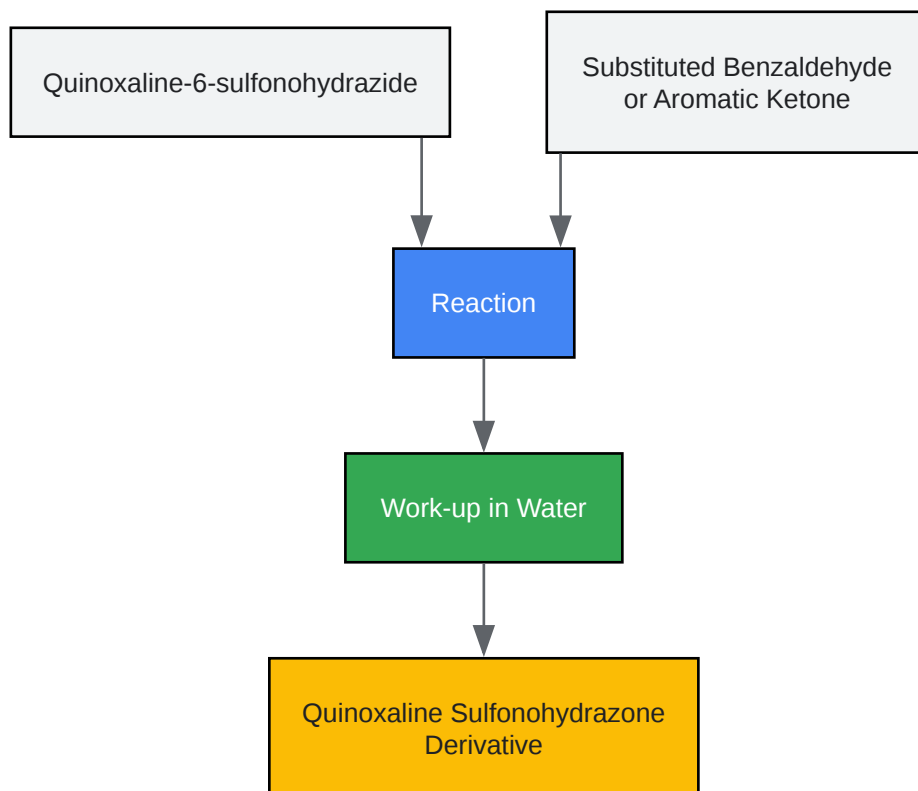 Quinoxaline-6-sulfonohydrazide
Substituted Benzaldehyde
or Aromatic Ketone
Reaction
Work-up in Water
Quinoxaline Sulfonohydrazone
Derivative